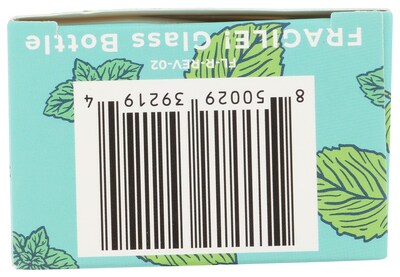 8 50029 39219 4
FL-R-REV-02
FRAGILE! Glass Bottle